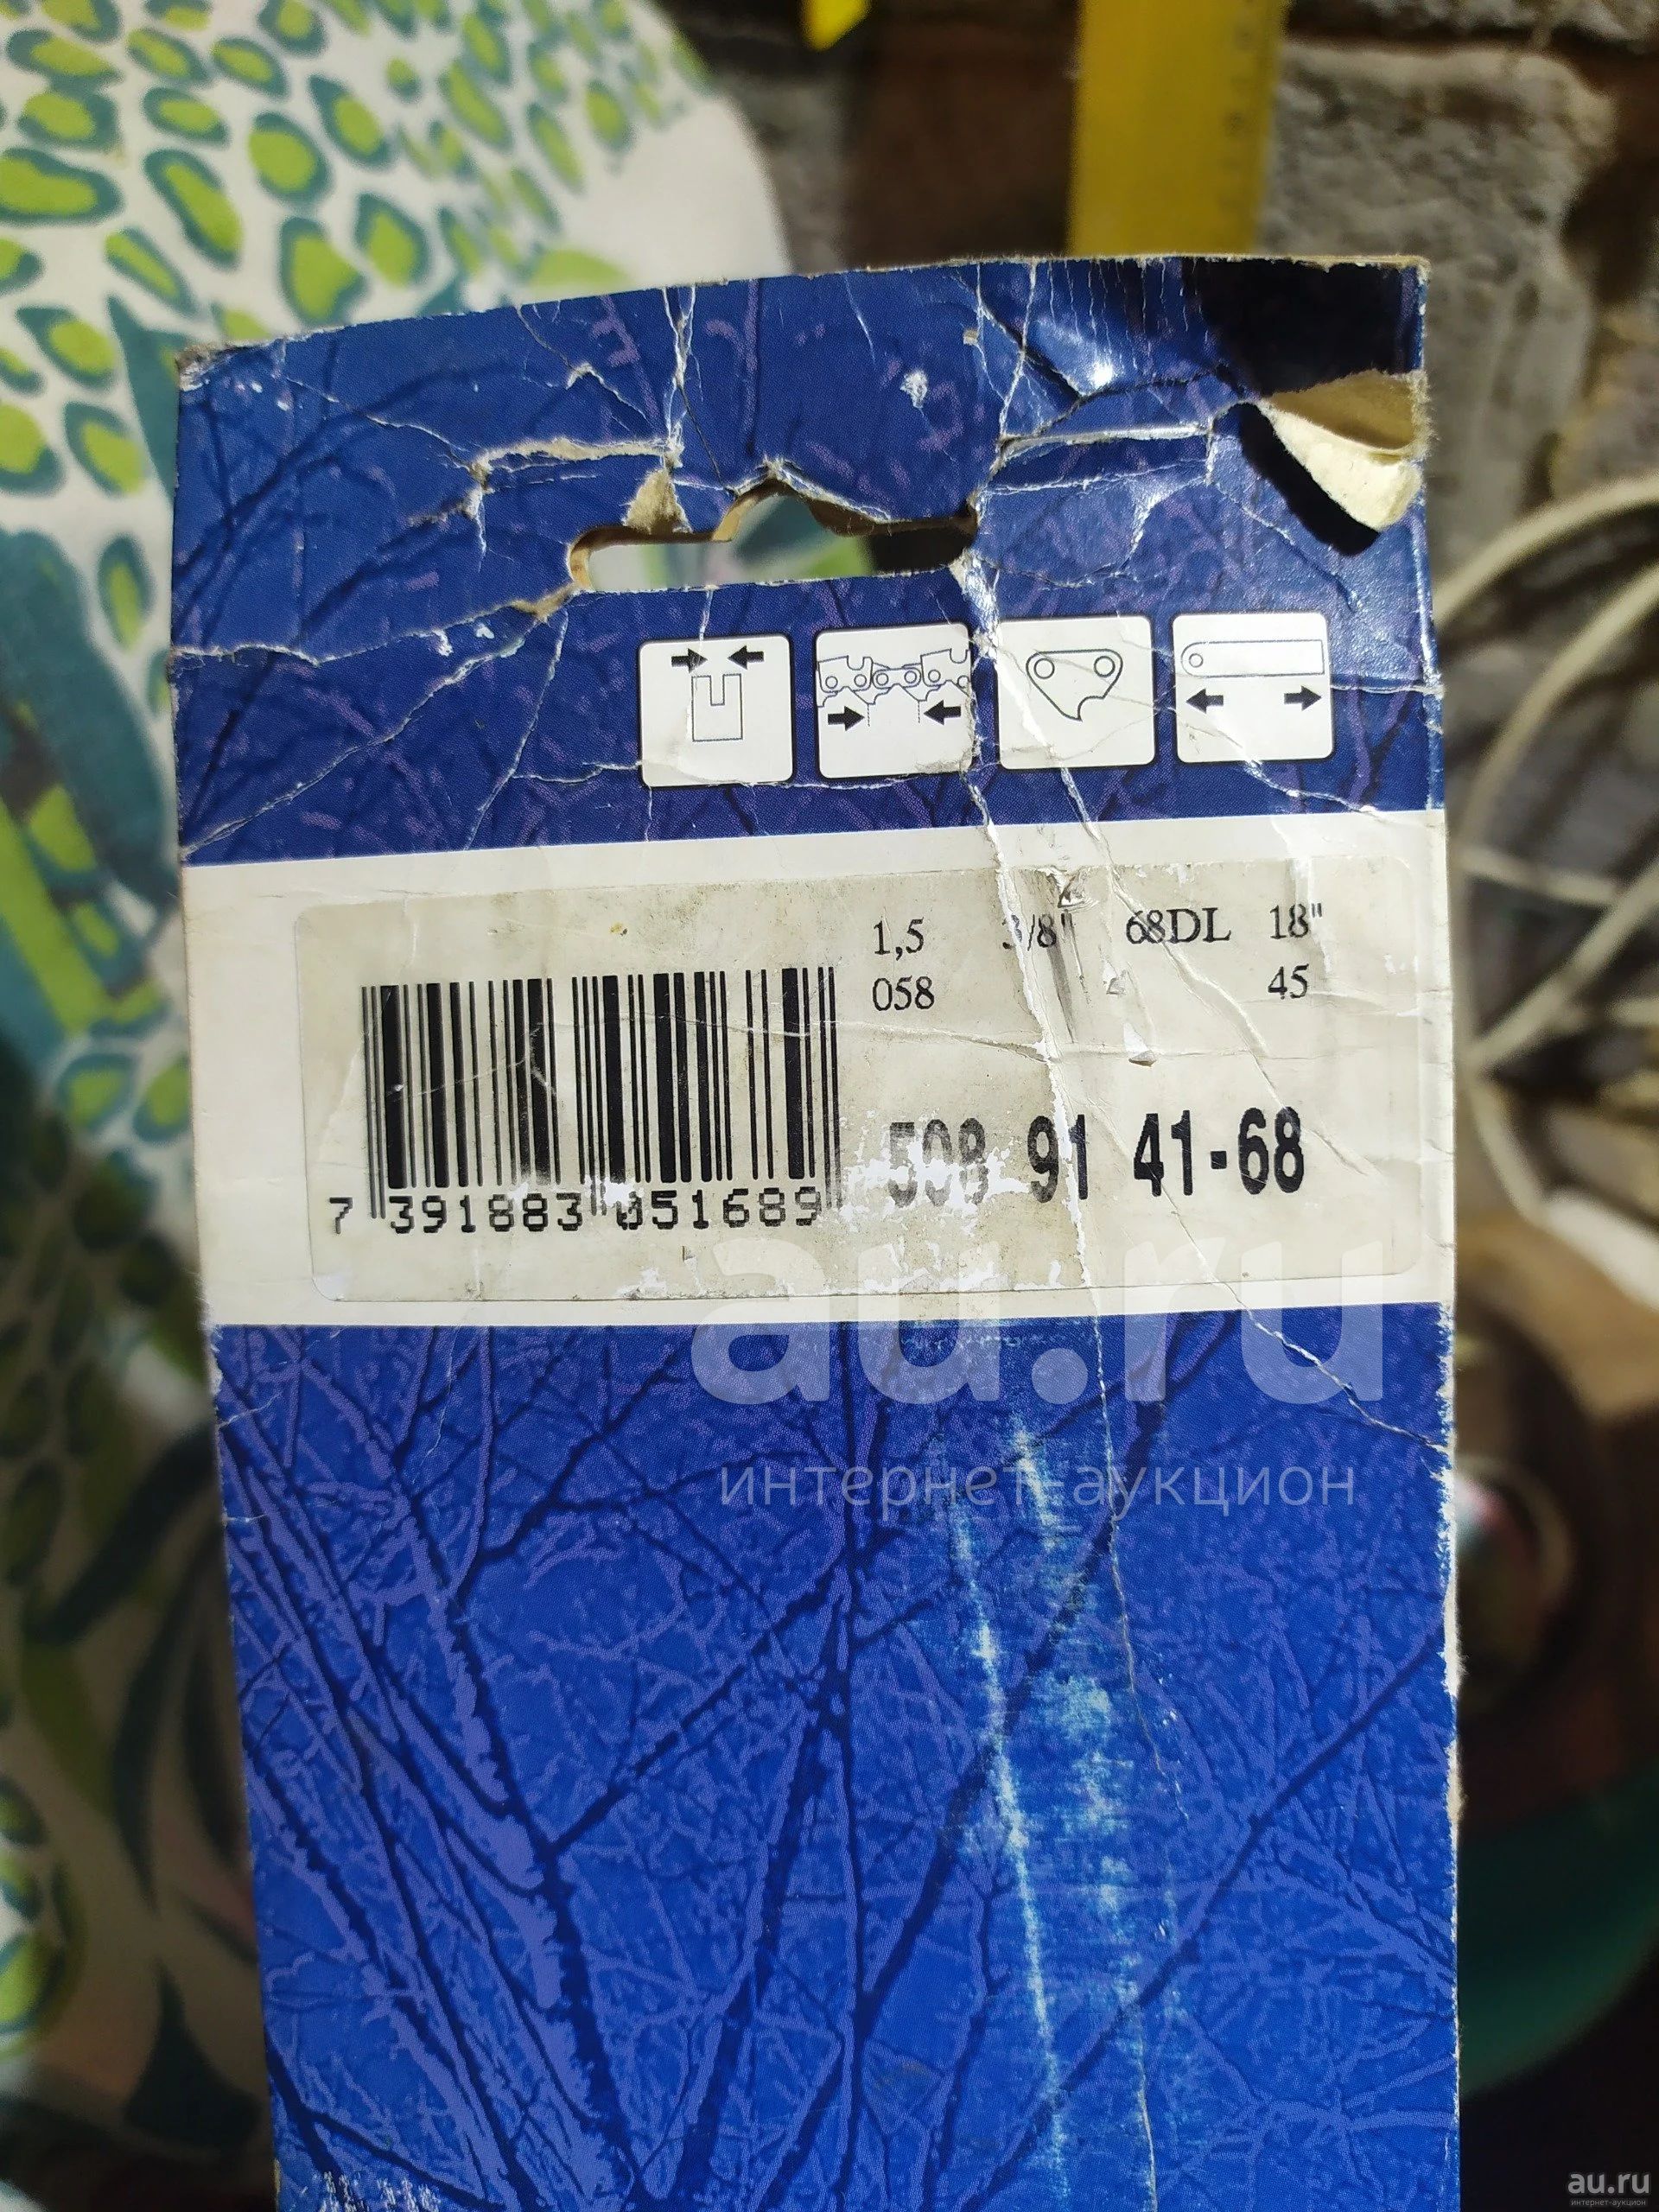 1,5 3/8" 68DL 18"
058 45
508 91 41-68
7 391883 051689
au.ru
интернет-аукцион
au.ru
интернет-аукцион